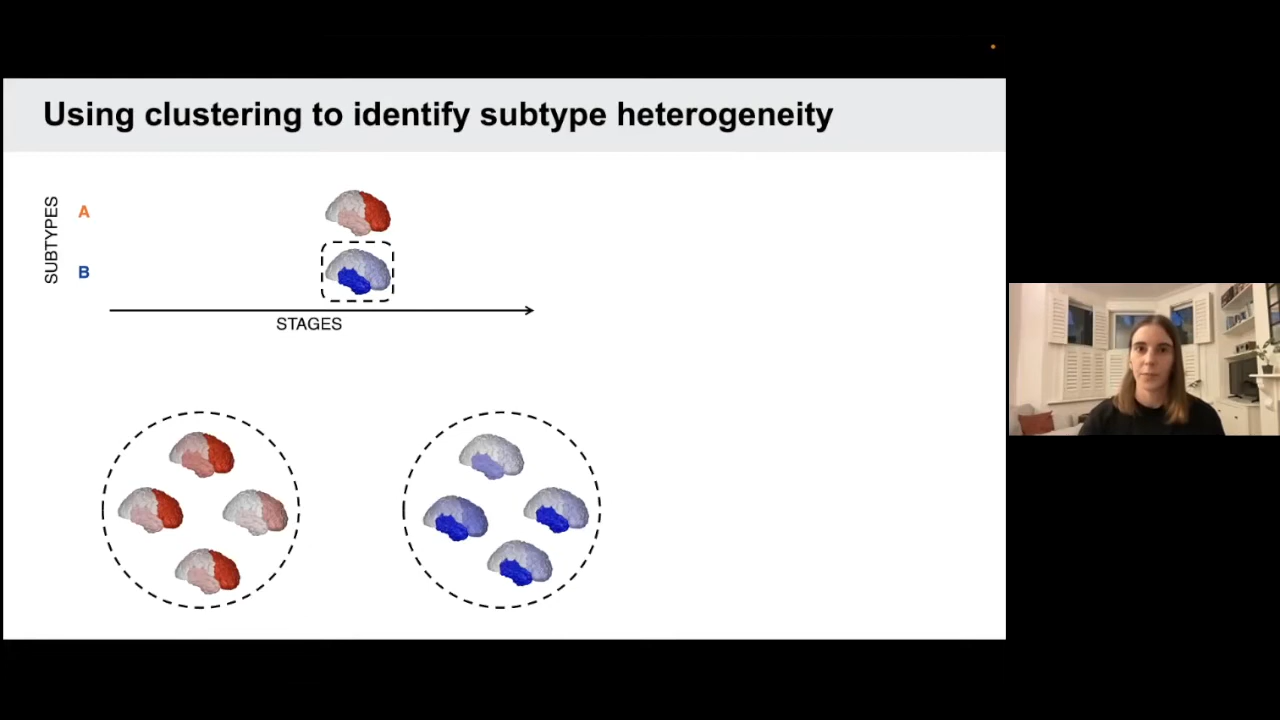 Using clustering to identify subtype heterogeneity
SUBTYPES
A
B
STAGES